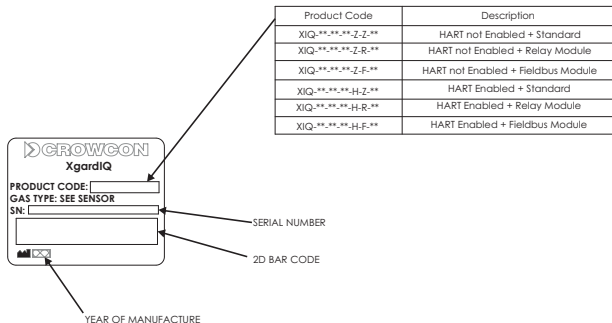 Product Code Description
XIQ-**-**-**-Z-Z-** HART not Enabled + Standard
XIQ-**-**-**-Z-R-** HART not Enabled + Relay Module
XIQ-**-**-**-Z-F-** HART not Enabled + Fieldbus Module
XIQ-**-**-**-H-Z-** HART Enabled + Standard
XIQ-**-**-**-H-R-** HART Enabled + Relay Module
XIQ-**-**-**-H-F-** HART Enabled + Fieldbus Module
CROWCON
XgardIQ
PRODUCT CODE:
GAS TYPE: SEE SENSOR
SN:
SERIAL NUMBER
2D BAR CODE
YEAR OF MANUFACTURE